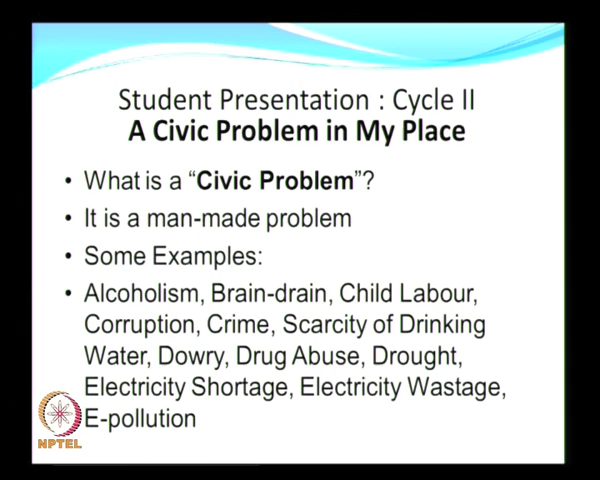 Student Presentation : Cycle II
A Civic Problem in My Place
• What is a “Civic Problem”?
• It is a man-made problem
• Some Examples:
• Alcoholism, Brain-drain, Child Labour,
Corruption, Crime, Scarcity of Drinking
Water, Dowry, Drug Abuse, Drought,
Electricity Shortage, Electricity Wastage,
E-pollution
NPTEL